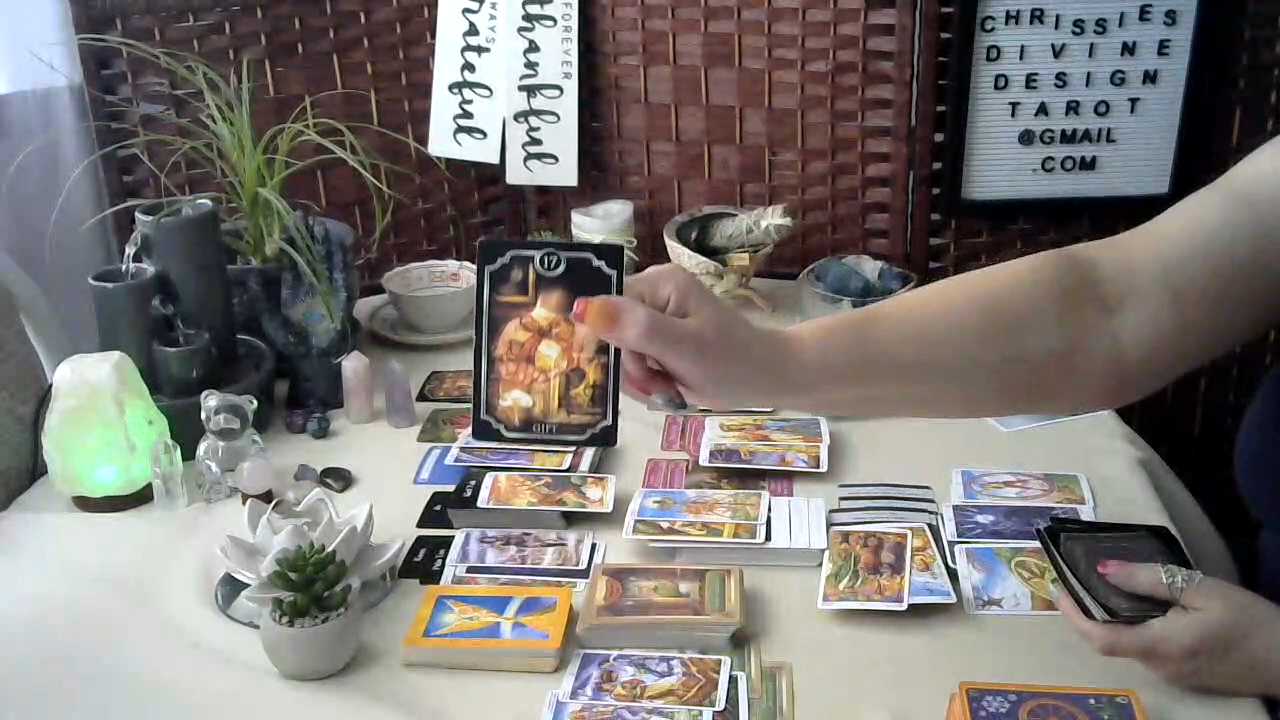 ALWAYS
grateful
FOREVER
thankful
CHRISSIES
DIVINE
DESIGN
TAROT
@GMAIL
.COM
17
GIFT